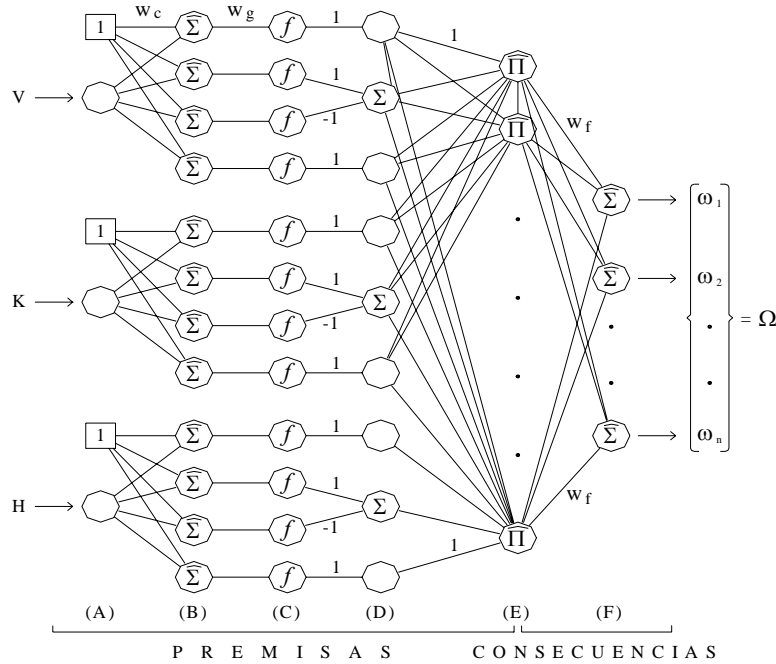 1 w c Σ w g f 1 1
V Σ f 1 Σ Π
Σ f -1 Π w f
Σ f 1 Σ ω 1
1 Σ f 1
Σ f 1 Σ ω 2
K Σ f -1 Σ = Ω
Σ f 1
1 Σ f 1 Σ ω n
Σ f 1 w f
H Σ f -1 Σ Π
Σ f 1 1
(A) (B) (C) (D) (E) (F)
P R E M I S A S C O N S E C U E N C I A S